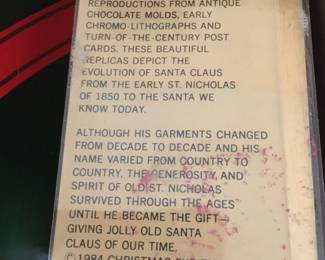 REPRODUCTIONS FROM ANTIQUE
CHOCOLATE MOLDS, EARLY
CHROMO-LITHOGRAPHS AND
TURN-OF-THE-CENTURY POST
CARDS. THESE BEAUTIFUL
REPLICAS DEPICT THE
EVOLUTION OF SANTA CLAUS
FROM THE EARLY ST. NICHOLAS
OF 1850 TO THE SANTA WE
KNOW TODAY.
ALTHOUGH HIS GARMENTS CHANGED
FROM DECADE TO DECADE AND HIS
NAME VARIED FROM COUNTRY TO
COUNTRY, THE GENEROSITY AND
SPIRIT OF OLD ST. NICHOLAS
SURVIVED THROUGH THE AGES
UNTIL HE BECAME THE GIFT-
GIVING JOLLY OLD SANTA
CLAUS OF OUR TIME.
© 1984 CHRISTMAS EVE